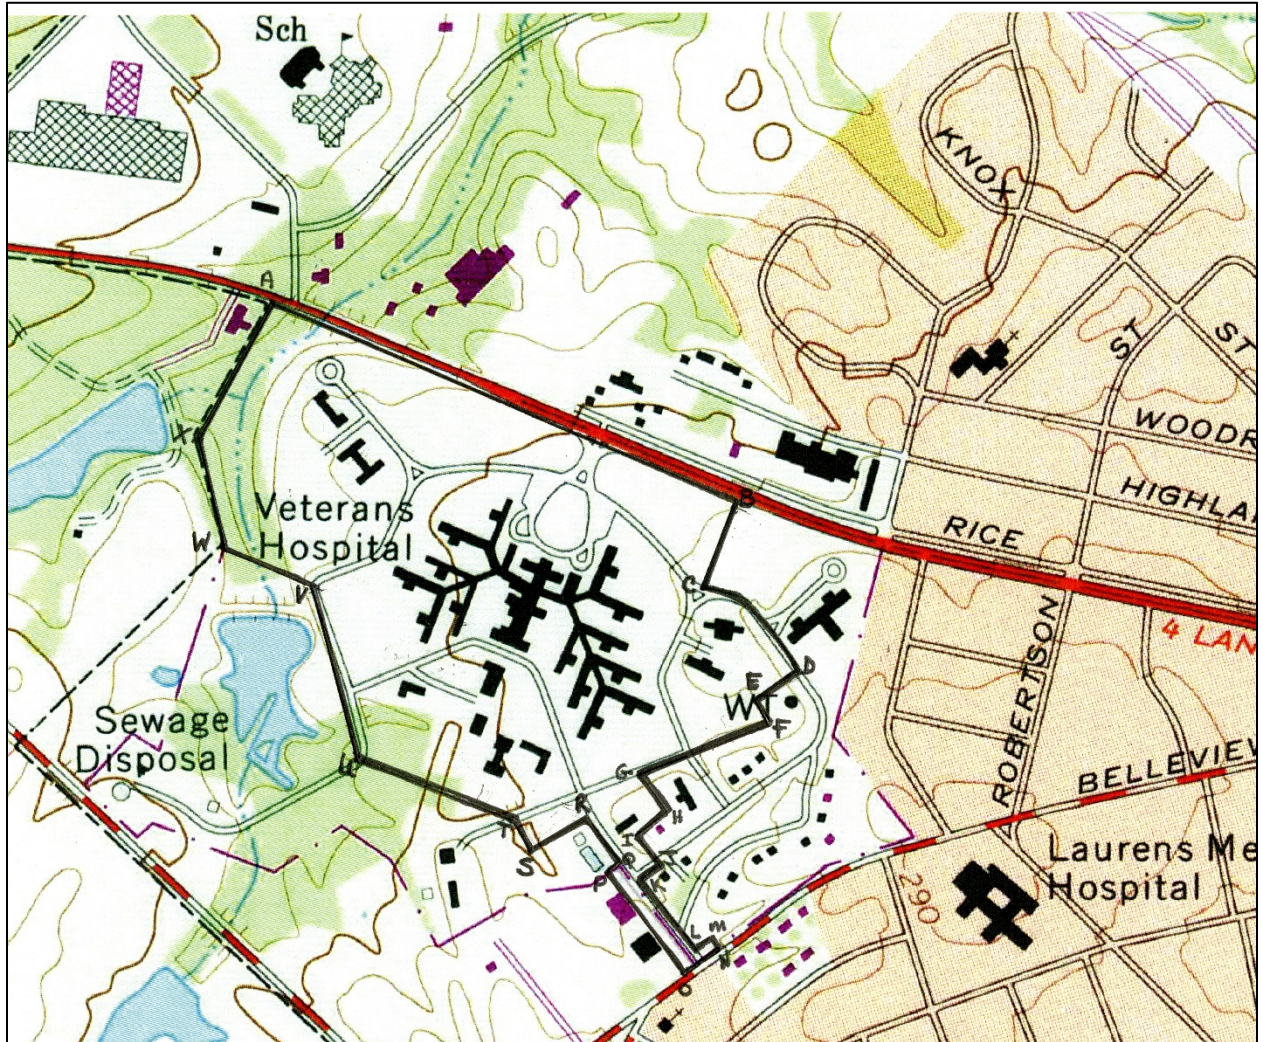 Sch
KNOX
ST
ST
A
WOODR
HIGHLA
X
Veterans
Hospital
B
RICE
W
V
C
4 LAN
ROBERTSON
D
E
WT
F
Sewage
Disposal
U
G
BELLEVIEW
R
H
T
I
S
J
Q
P
K
Laurens Me
Hospital
290
L
M
N
O